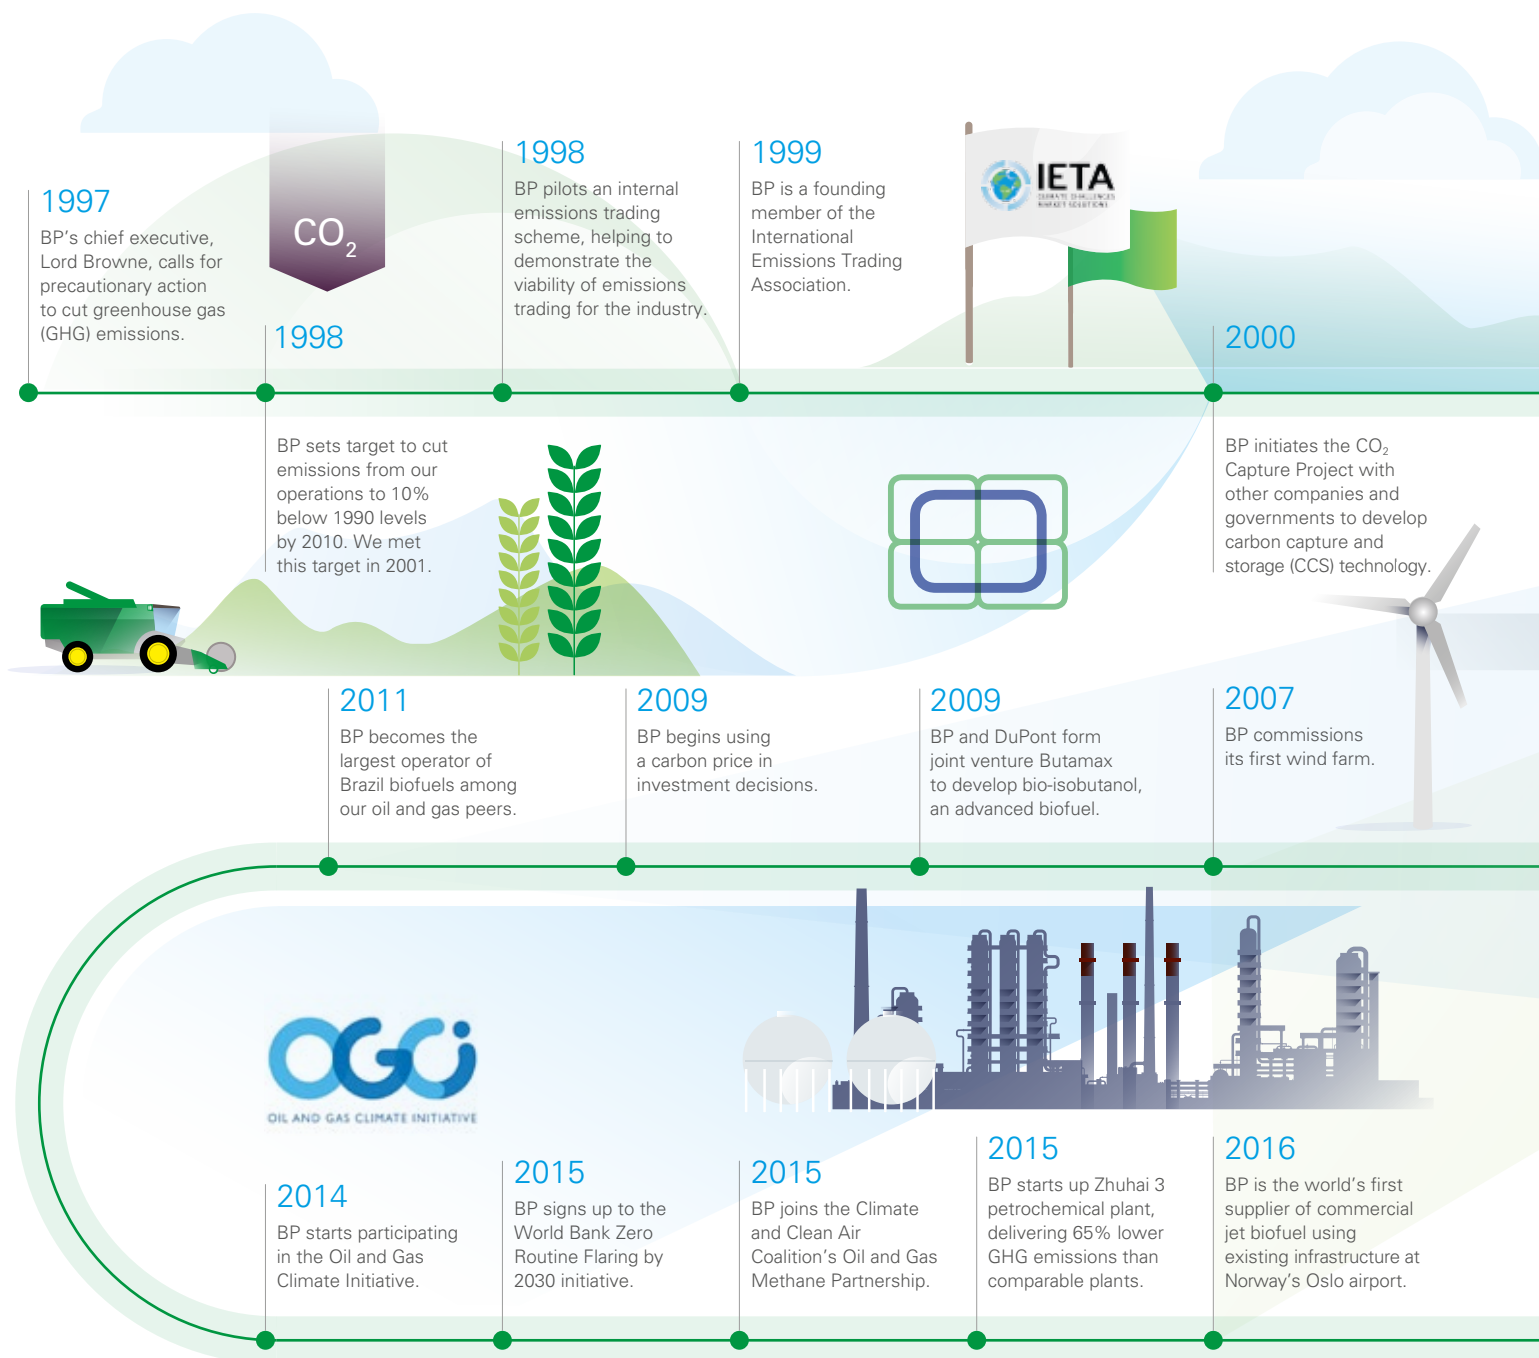 1997
BP's chief executive,
Lord Browne, calls for
precautionary action
to cut greenhouse gas
(GHG) emissions.
CO₂
1998
BP sets target to cut
emissions from our
operations to 10%
below 1990 levels
by 2010. We met
this target in 2001.
1998
BP pilots an internal
emissions trading
scheme, helping to
demonstrate the
viability of emissions
trading for the industry.
1999
BP is a founding
member of the
International
Emissions Trading
Association.
IETA
CLIMATE CHALLENGES
MARKET SOLUTIONS
2000
BP initiates the CO₂
Capture Project with
other companies and
governments to develop
carbon capture and
storage (CCS) technology.
2011
BP becomes the
largest operator of
Brazil biofuels among
our oil and gas peers.
2009
BP begins using
a carbon price in
investment decisions.
2009
BP and DuPont form
joint venture Butamax
to develop bio-isobutanol,
an advanced biofuel.
2007
BP commissions
its first wind farm.
OGCi
OIL AND GAS CLIMATE INITIATIVE
2014
BP starts participating
in the Oil and Gas
Climate Initiative.
2015
BP signs up to the
World Bank Zero
Routine Flaring by
2030 initiative.
2015
BP joins the Climate
and Clean Air
Coalition's Oil and Gas
Methane Partnership.
2015
BP starts up Zhuhai 3
petrochemical plant,
delivering 65% lower
GHG emissions than
comparable plants.
2016
BP is the world's first
supplier of commercial
jet biofuel using
existing infrastructure at
Norway's Oslo airport.